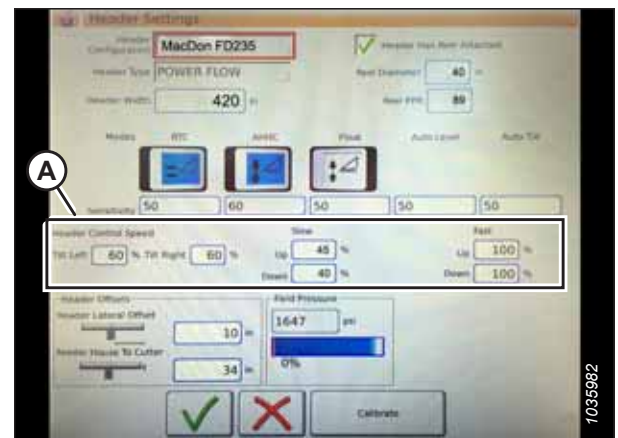 Header Settings
Header Configuration MacDon FD235 Header Has Reel Attached
Header Type POWER FLOW Reel Diameter 40 in
Header Width 420 in Reel PPR 89
Modes RTC AHHC Float Auto Level Auto Tilt
A
Sensitivity 50 60 50 50 50
Header Control Speed Slow Fast
Tilt Left 60 % Tilt Right 60 % Up 45 % Up 100 %
Down 40 % Down 100 %
Header Offsets Field Pressure
Header Lateral Offset 1647 psi
10 in
Feeder House To Cutter 0%
34 in
Calibrate
1035982